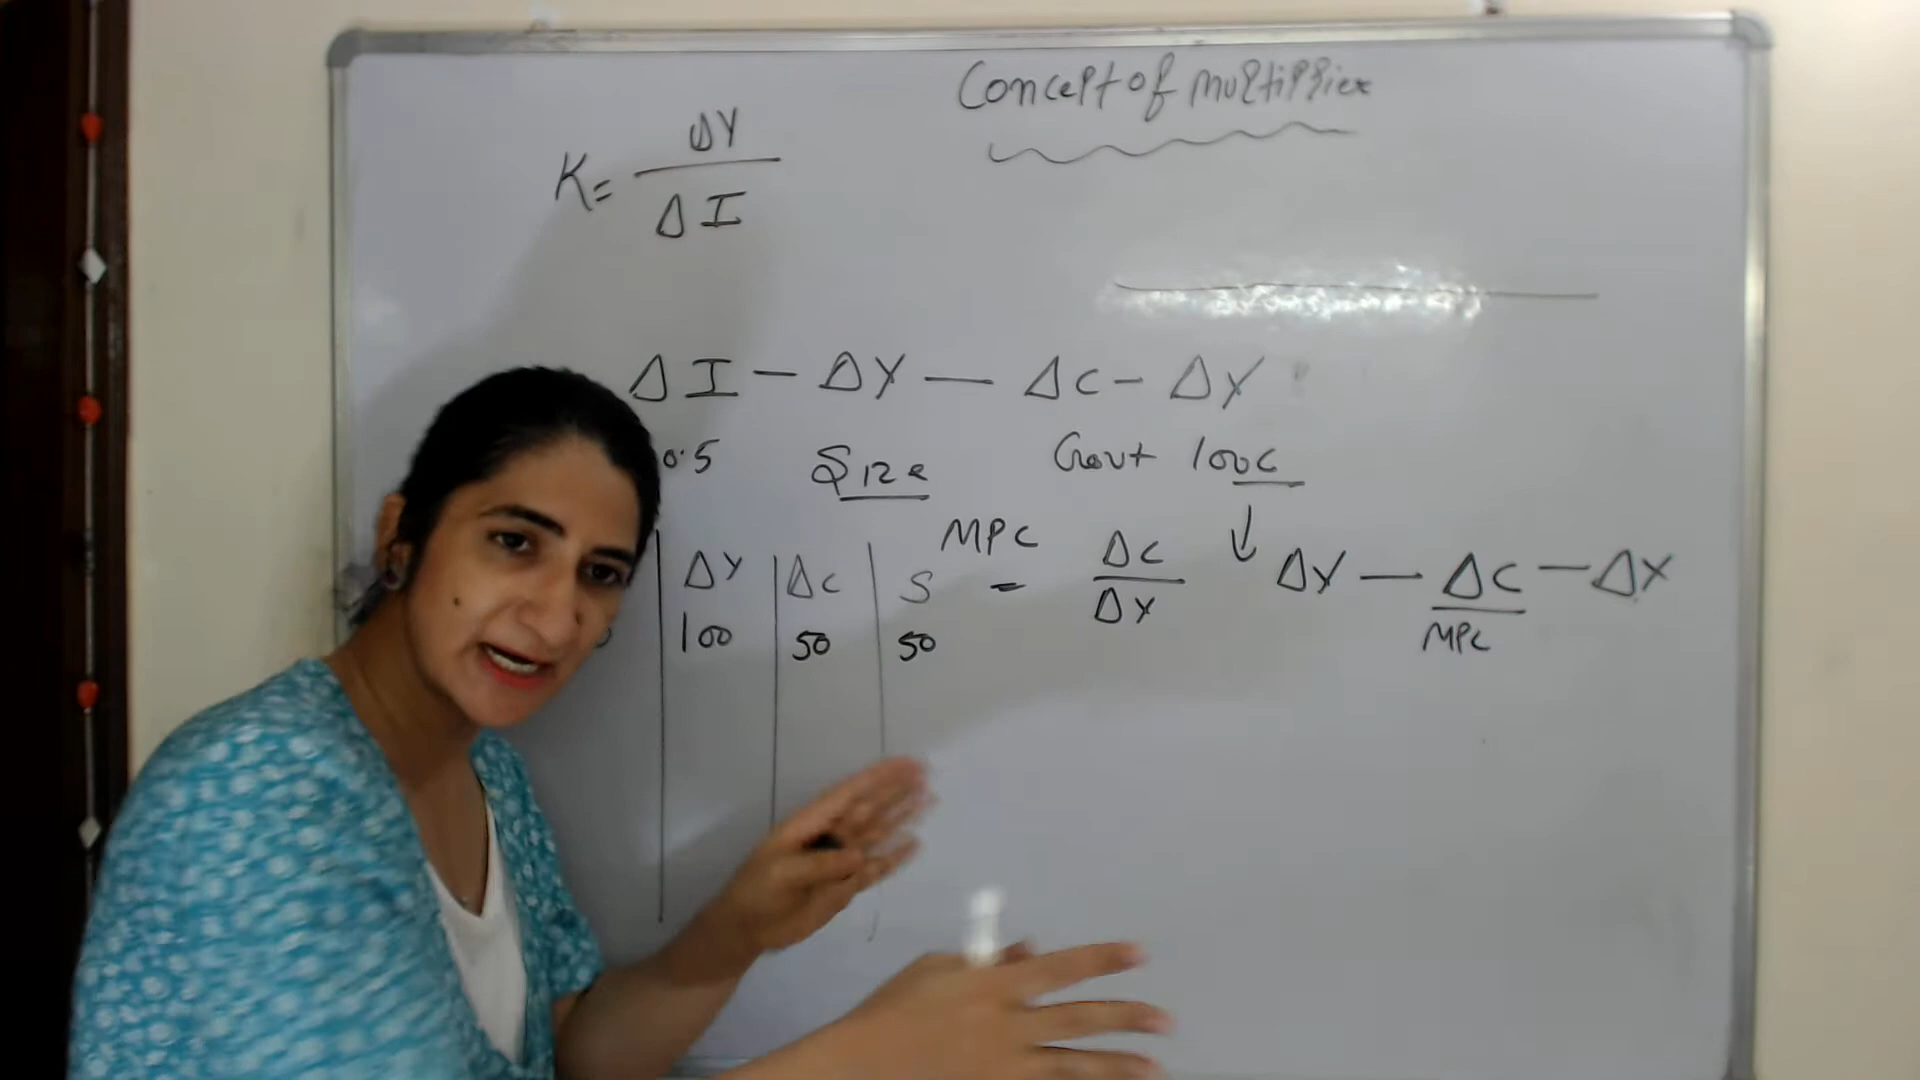 Concept of multiplier
K= ΔY
ΔI
ΔI - ΔY - ΔC - ΔY
0.5 Size Govt 100C
MPC = ΔC
ΔY
↓ ΔY - ΔC - ΔY
MPC
ΔY | ΔC | S
100 50 50